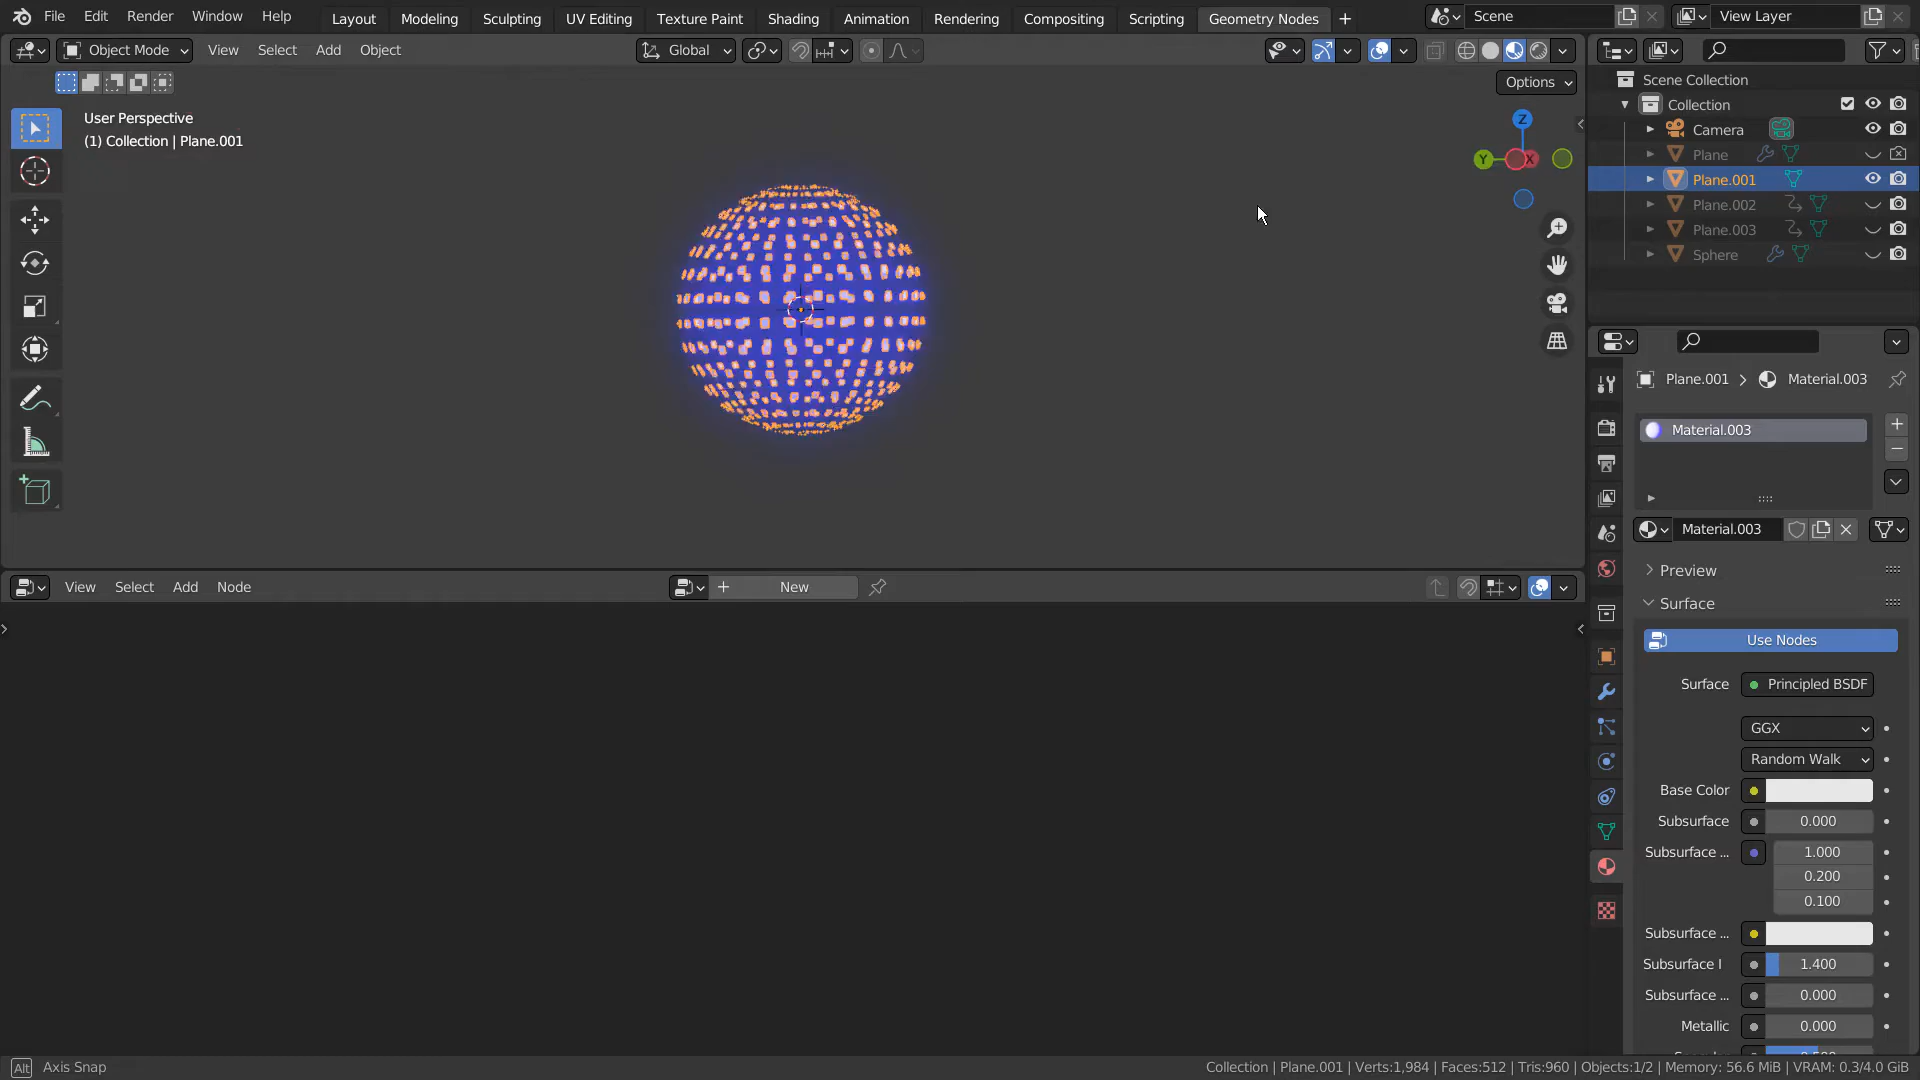 File Edit Render Window Help Layout Modeling Sculpting UV Editing Texture Paint Shading Animation Rendering Compositing Scripting Geometry Nodes + Scene View Layer
Object Mode View Select Add Object Global
Options
User Perspective
(1) Collection | Plane.001
Z
Y
X
Scene Collection
Collection
Camera
Plane
Plane.001
Plane.002
Plane.003
Sphere
Plane.001 > Material.003
Material.003
Material.003
Preview
Surface
Use Nodes
Surface Principled BSDF
GGX
Random Walk
Base Color
Subsurface 0.000
Subsurface ... 1.000
0.200
0.100
Subsurface ...
Subsurface I 1.400
Subsurface ... 0.000
Metallic 0.000
View Select Add Node + New
Alt Axis Snap
Collection | Plane.001 | Verts:1,984 | Faces:512 | Tris:960 | Objects:1/2 | Memory: 56.6 MiB | VRAM: 0.3/4.0 GiB